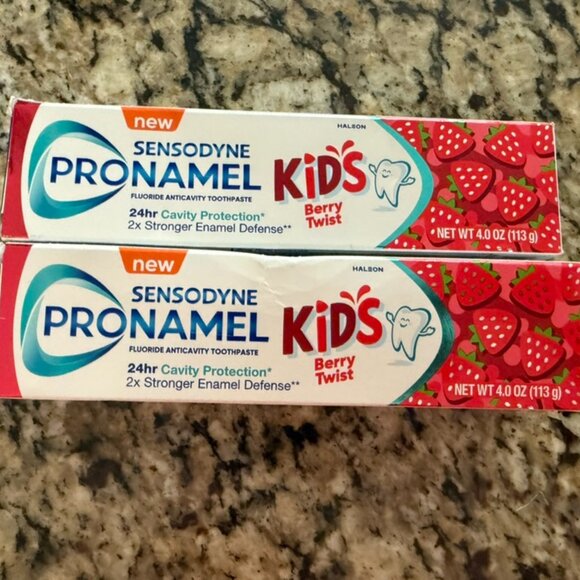 new
HALEON
SENSODYNE
PRONAMEL
KiDS
FLUORIDE ANTICAVITY TOOTHPASTE
Berry
Twist
24hr Cavity Protection*
2x Stronger Enamel Defense**
NET WT 4.0 OZ (113 g)
new
HALEON
SENSODYNE
PRONAMEL
KiDS
FLUORIDE ANTICAVITY TOOTHPASTE
Berry
Twist
24hr Cavity Protection*
2x Stronger Enamel Defense**
NET WT 4.0 OZ (113 g)